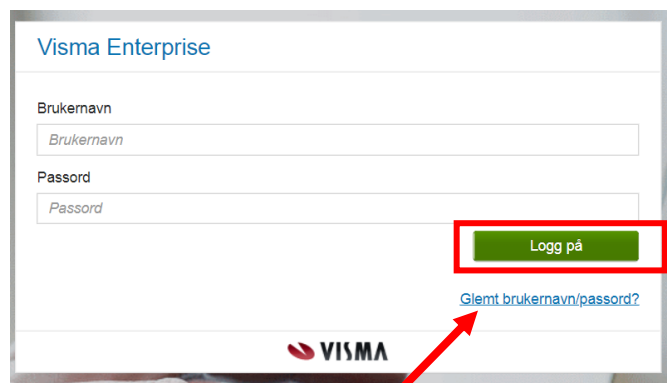 Visma Enterprise
Brukernavn
Brukernavn
Passord
Passord
Logg på
Glemt brukernavn/passord?
VISMA